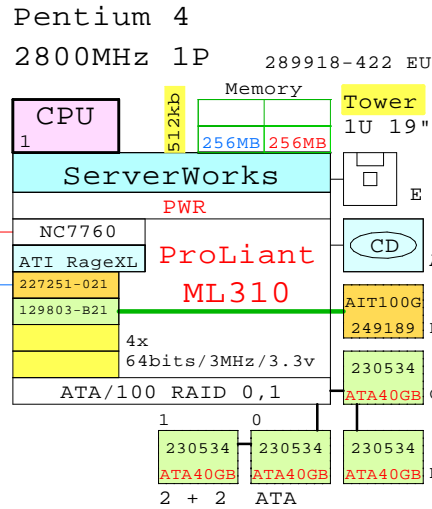 Pentium 4
2800MHz 1P
289918-422 EU
Memory
512kb
Tower
1U 19"
CPU
1
256MB 256MB
ServerWorks
E
PWR
NC7760
ProLiant
CD
ATI RageXL
227251-021
ML310
129803-B21
AIT100G
249189
4x
64bits/3MHz/3.3v
230534
ATA/100 RAID 0,1
ATA40GB
1 0
230534 230534 230534
ATA40GB ATA40GB ATA40GB
2 + 2 ATA